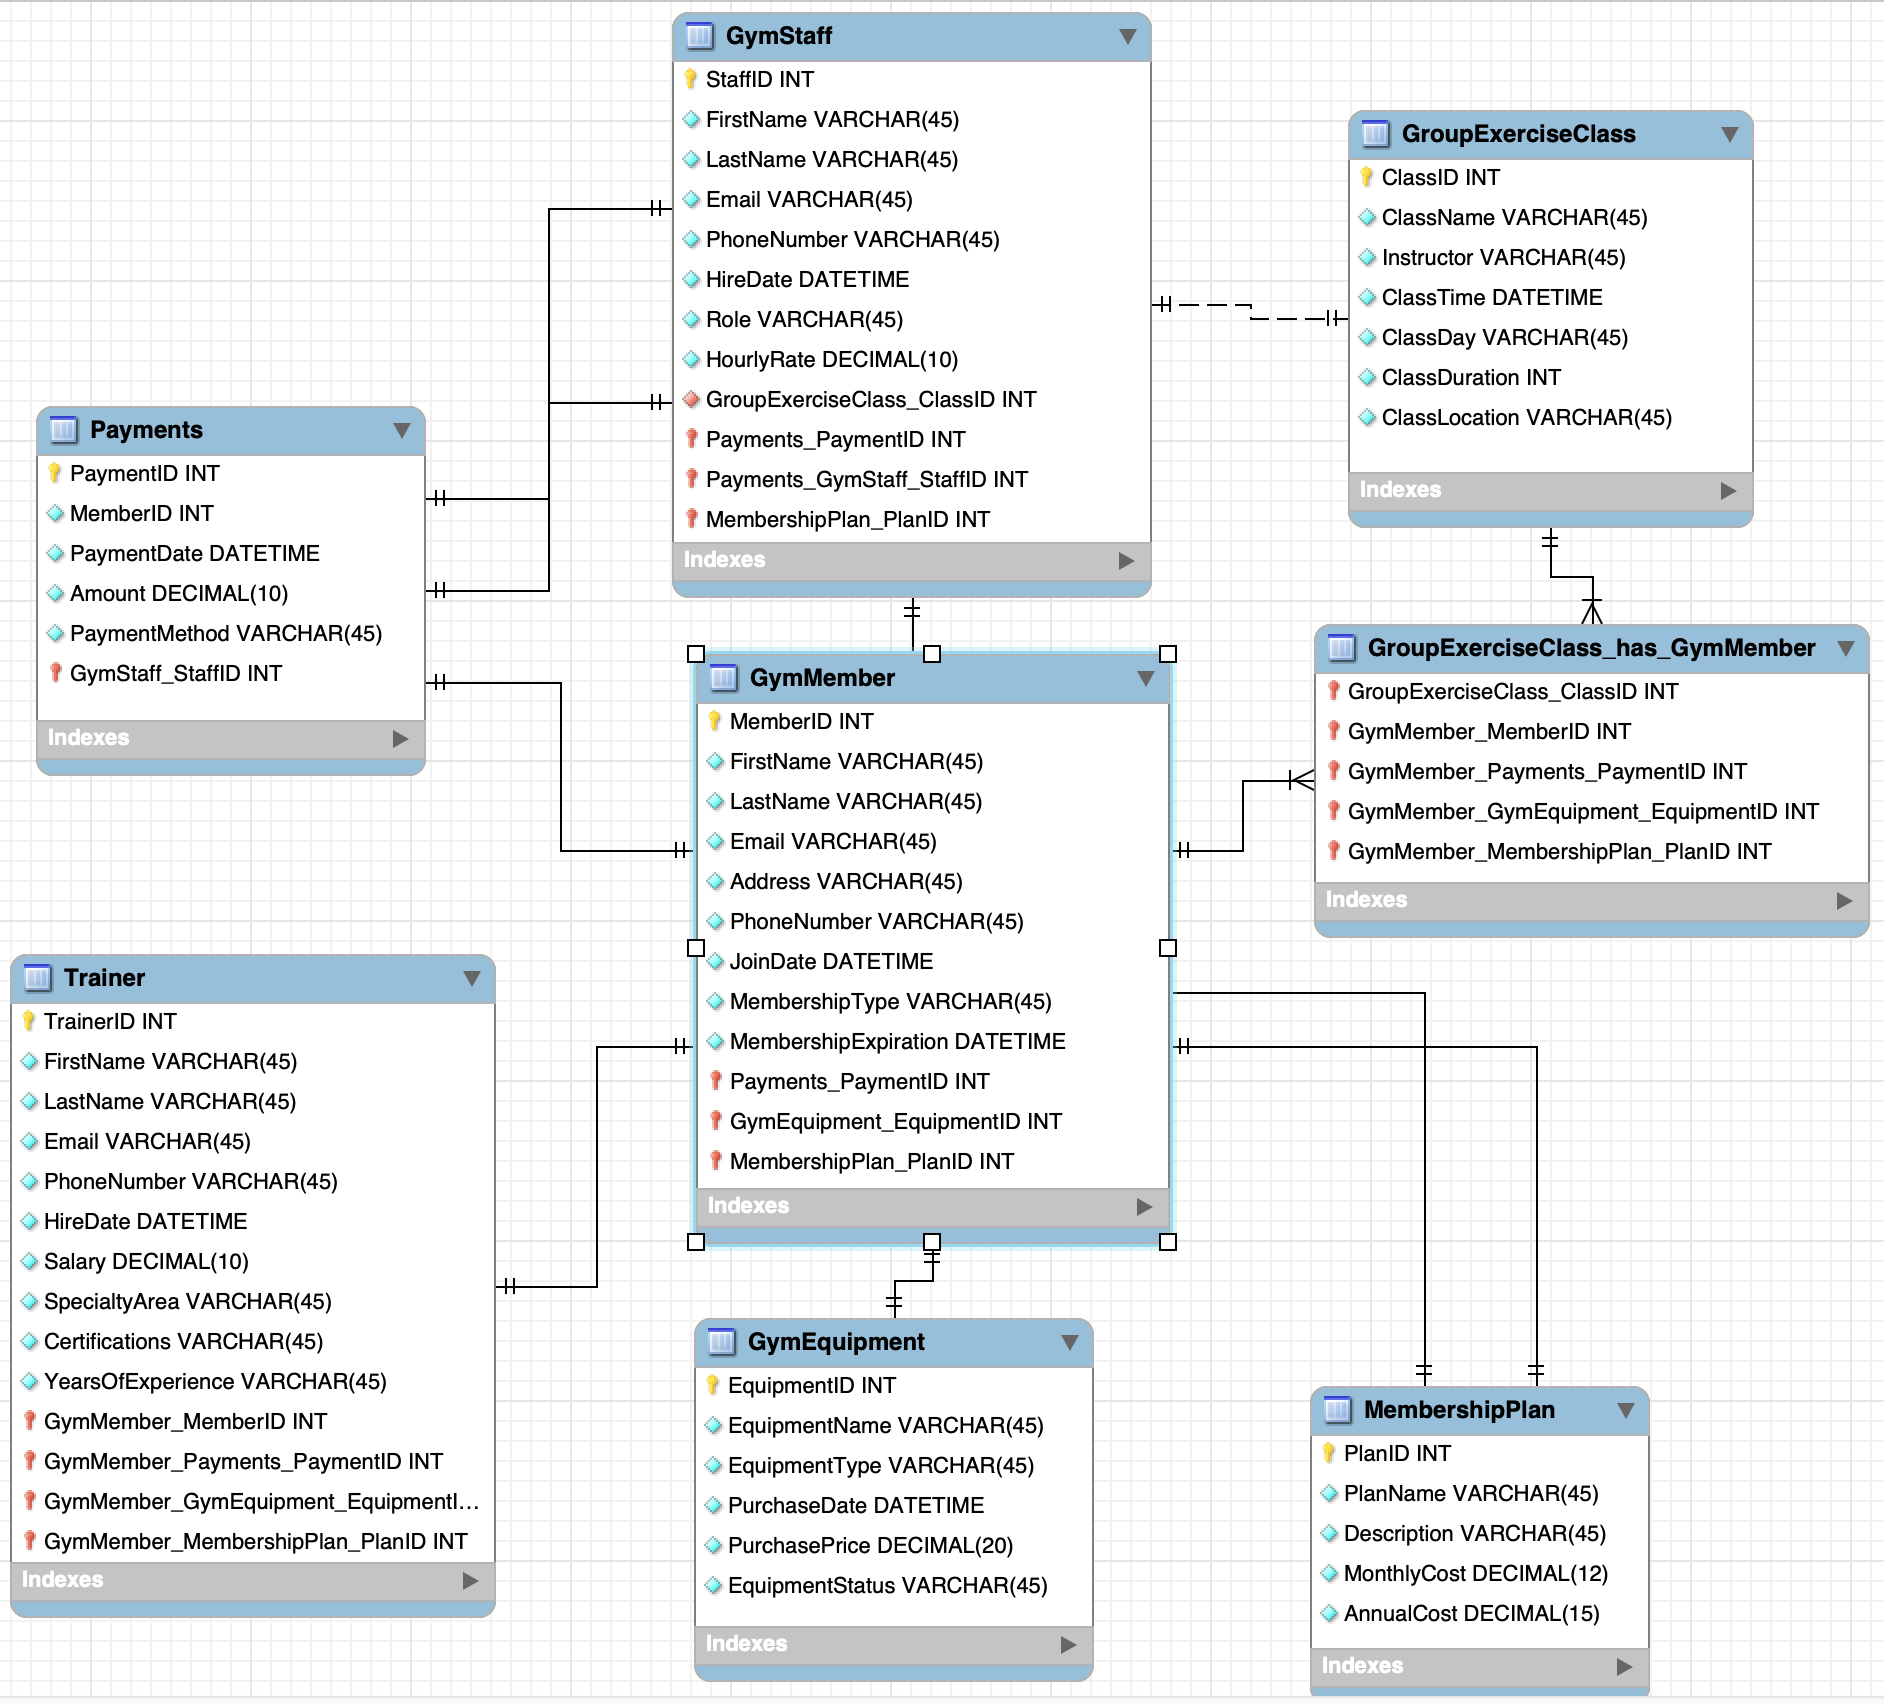 GymStaff
StaffID INT
FirstName VARCHAR(45)
LastName VARCHAR(45)
Email VARCHAR(45)
PhoneNumber VARCHAR(45)
HireDate DATETIME
Role VARCHAR(45)
HourlyRate DECIMAL(10)
GroupExerciseClass_ClassID INT
Payments_PaymentID INT
Payments_GymStaff_StaffID INT
MembershipPlan_PlanID INT
Indexes
GroupExerciseClass
ClassID INT
ClassName VARCHAR(45)
Instructor VARCHAR(45)
ClassTime DATETIME
ClassDay VARCHAR(45)
ClassDuration INT
ClassLocation VARCHAR(45)
Indexes
Payments
PaymentID INT
MemberID INT
PaymentDate DATETIME
Amount DECIMAL(10)
PaymentMethod VARCHAR(45)
GymStaff_StaffID INT
Indexes
GymMember
MemberID INT
FirstName VARCHAR(45)
LastName VARCHAR(45)
Email VARCHAR(45)
Address VARCHAR(45)
PhoneNumber VARCHAR(45)
JoinDate DATETIME
MembershipType VARCHAR(45)
MembershipExpiration DATETIME
Payments_PaymentID INT
GymEquipment_EquipmentID INT
MembershipPlan_PlanID INT
Indexes
GroupExerciseClass_has_GymMember
GroupExerciseClass_ClassID INT
GymMember_MemberID INT
GymMember_Payments_PaymentID INT
GymMember_GymEquipment_EquipmentID INT
GymMember_MembershipPlan_PlanID INT
Indexes
Trainer
TrainerID INT
FirstName VARCHAR(45)
LastName VARCHAR(45)
Email VARCHAR(45)
PhoneNumber VARCHAR(45)
HireDate DATETIME
Salary DECIMAL(10)
SpecialtyArea VARCHAR(45)
Certifications VARCHAR(45)
YearsOfExperience VARCHAR(45)
GymMember_MemberID INT
GymMember_Payments_PaymentID INT
GymMember_GymEquipment_EquipmentI...
GymMember_MembershipPlan_PlanID INT
Indexes
GymEquipment
EquipmentID INT
EquipmentName VARCHAR(45)
EquipmentType VARCHAR(45)
PurchaseDate DATETIME
PurchasePrice DECIMAL(20)
EquipmentStatus VARCHAR(45)
Indexes
MembershipPlan
PlanID INT
PlanName VARCHAR(45)
Description VARCHAR(45)
MonthlyCost DECIMAL(12)
AnnualCost DECIMAL(15)
Indexes